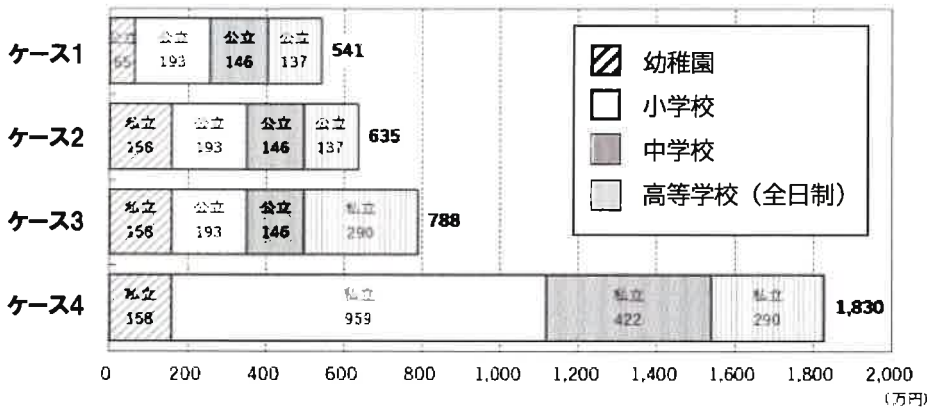 ケース1
公立 公立 公立 公立
65 193 146 137
541
ケース2
私立 公立 公立 公立
156 193 146 137
635
ケース3
私立 公立 公立 私立
156 193 146 290
788
ケース4
私立 私立 私立 私立
158 959 422 290
1,830
幼稚園
小学校
中学校
高等学校（全日制）
0 200 400 600 800 1,000 1,200 1,400 1,600 1,800 2,000
(万円)